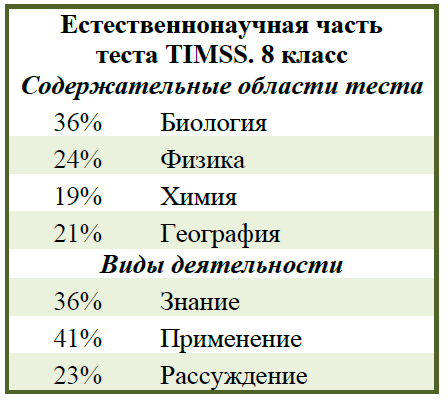 Естественнонаучная часть
теста TIMSS. 8 класс
Содержательные области теста
36% Биология
24% Физика
19% Химия
21% География
Виды деятельности
36% Знание
41% Применение
23% Рассуждение